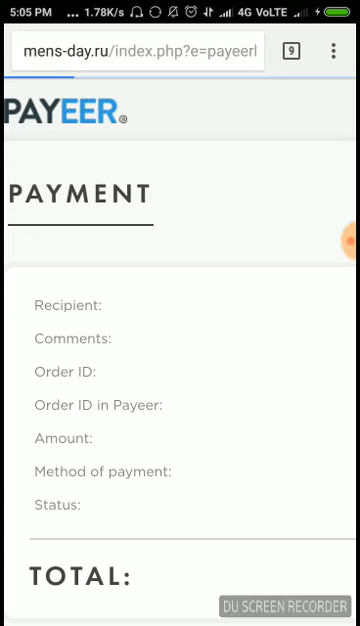 5:05 PM ... 1.78K/s 4G VoLTE
mens-day.ru/index.php?e=payeerl
9
PAYEER®
PAYMENT
Recipient:
Comments:
Order ID:
Order ID in Payeer:
Amount:
Method of payment:
Status:
TOTAL:
DU SCREEN RECORDER